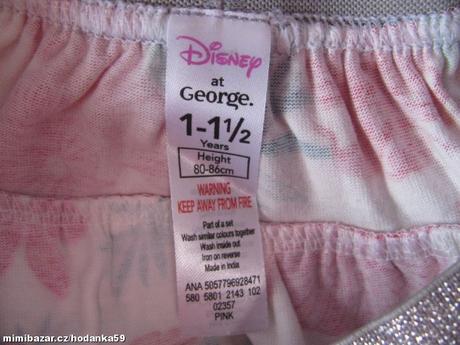 Disney
at
George.
1-1½
Years
Height
80-86cm
WARNING
KEEP AWAY FROM FIRE
Part of a set
Wash similar colours together
Wash inside out
Iron on reverse
Made in India
ANA 5057796928471
580 5801 2143 102
02357
PINK
mimibazar.cz/hodanka59